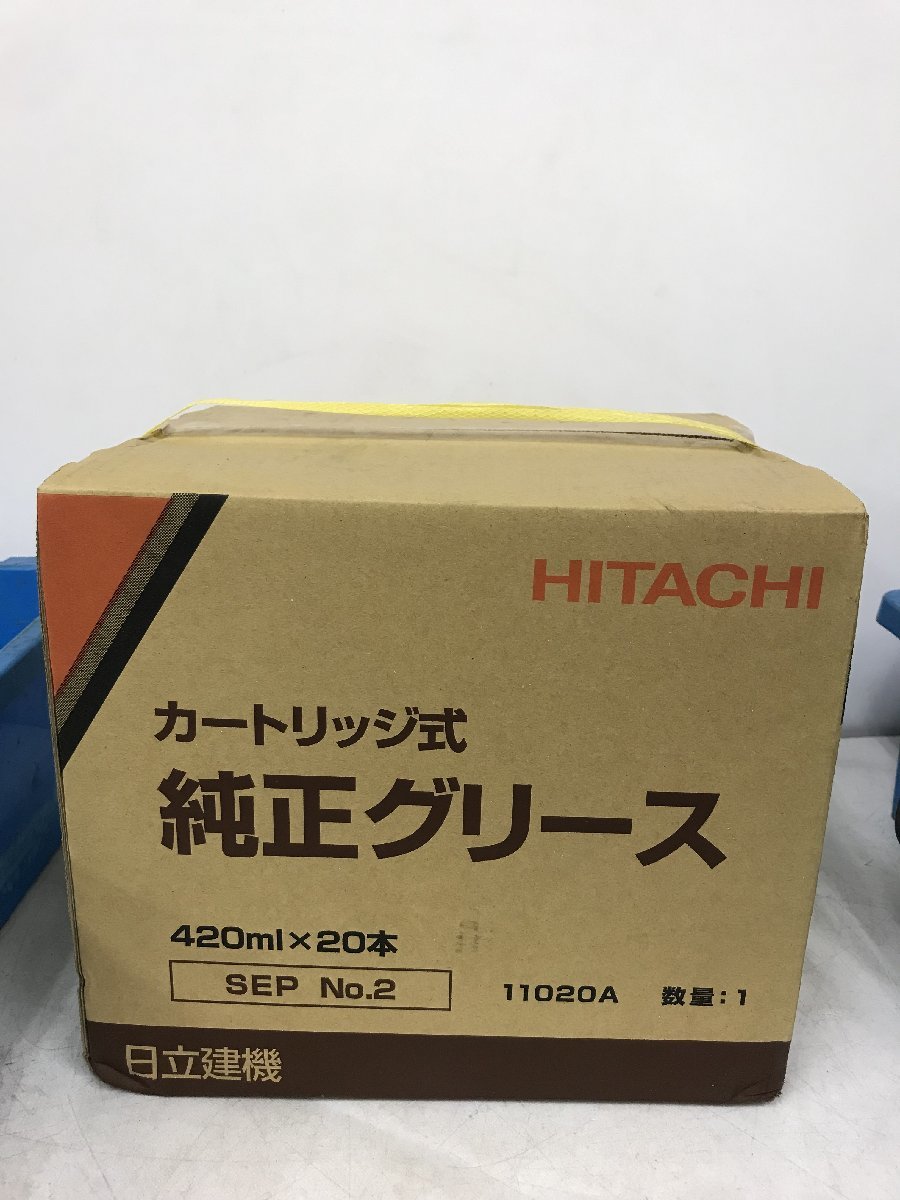 HITACHI
カートリッジ式
純正グリース
420ml×20本
SEP No.2
11020A 数量:1
日立建機